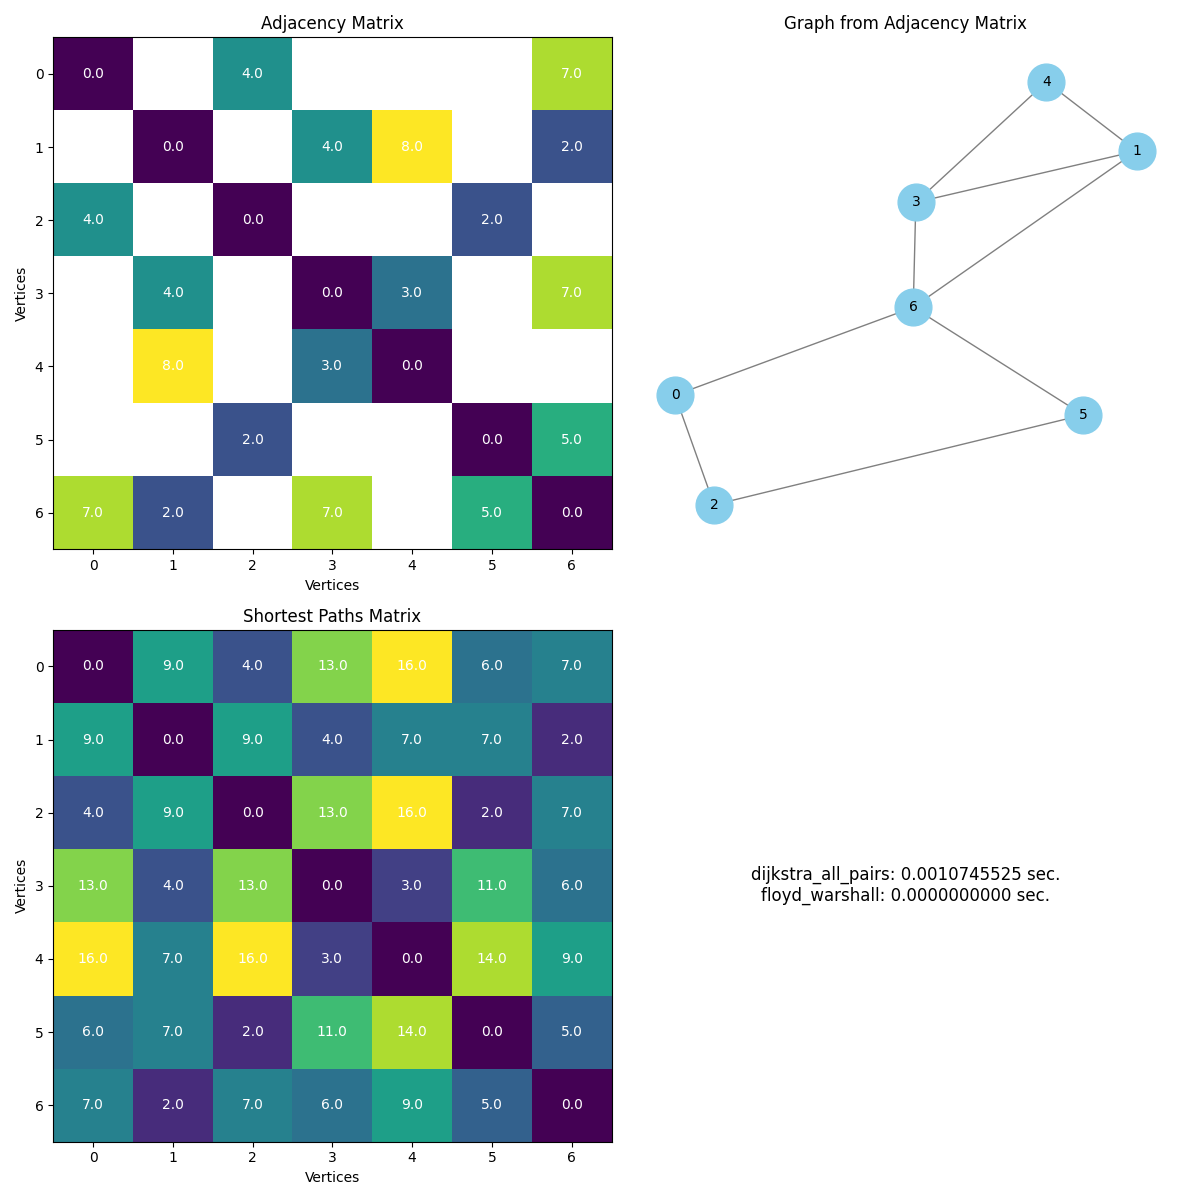 Adjacency Matrix
Vertices
0 0.0 4.0 7.0
1 0.0 4.0 8.0 2.0
2 4.0 0.0 2.0
3 4.0 0.0 3.0 7.0
4 8.0 3.0 0.0
5 2.0 0.0 5.0
6 7.0 2.0 7.0 5.0 0.0
0 1 2 3 4 5 6
Vertices
Graph from Adjacency Matrix
4
1
3
6
0
5
2
Shortest Paths Matrix
Vertices
0 0.0 9.0 4.0 13.0 16.0 6.0 7.0
1 9.0 0.0 9.0 4.0 7.0 7.0 2.0
2 4.0 9.0 0.0 13.0 16.0 2.0 7.0
3 13.0 4.0 13.0 0.0 3.0 11.0 6.0
4 16.0 7.0 16.0 3.0 0.0 14.0 9.0
5 6.0 7.0 2.0 11.0 14.0 0.0 5.0
6 7.0 2.0 7.0 6.0 9.0 5.0 0.0
0 1 2 3 4 5 6
Vertices
dijkstra_all_pairs: 0.0010745525 sec.
floyd_warshall: 0.0000000000 sec.